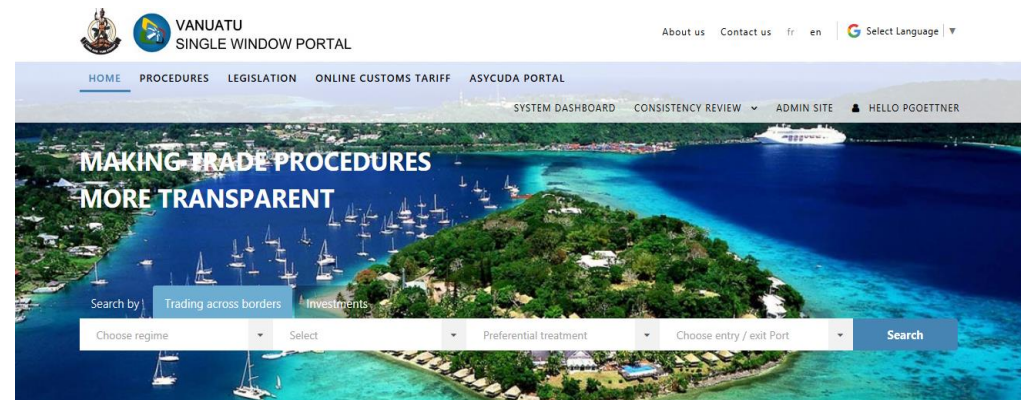 VANUATU
SINGLE WINDOW PORTAL
About us Contact us fr en Select Language ▼
HOME PROCEDURES LEGISLATION ONLINE CUSTOMS TARIFF ASYCUDA PORTAL
SYSTEM DASHBOARD CONSISTENCY REVIEW ADMIN SITE HELLO PGOETTNER
MAKING TRADE PROCEDURES
MORE TRANSPARENT
Search by Trading across borders Investments
Choose regime Select Preferential treatment Choose entry / exit Port Search